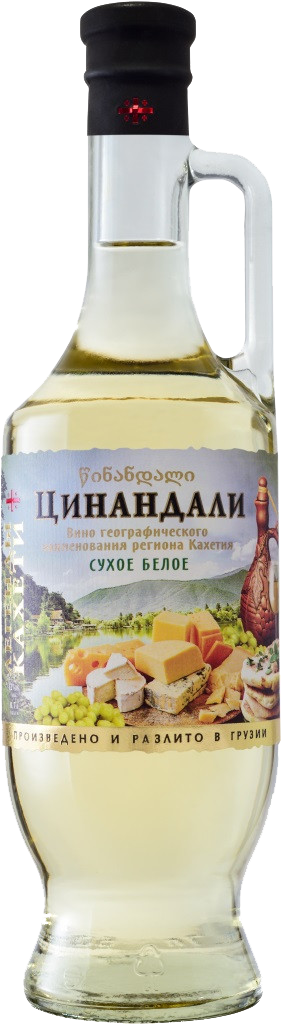 წინანდალი
ЦИНАНДАЛИ
Вино географического
наименования региона Кахетия
СУХОЕ БЕЛОЕ
КАХЕТИ
ПРОИЗВЕДЕНО И РАЗЛИТО В ГРУЗИИ